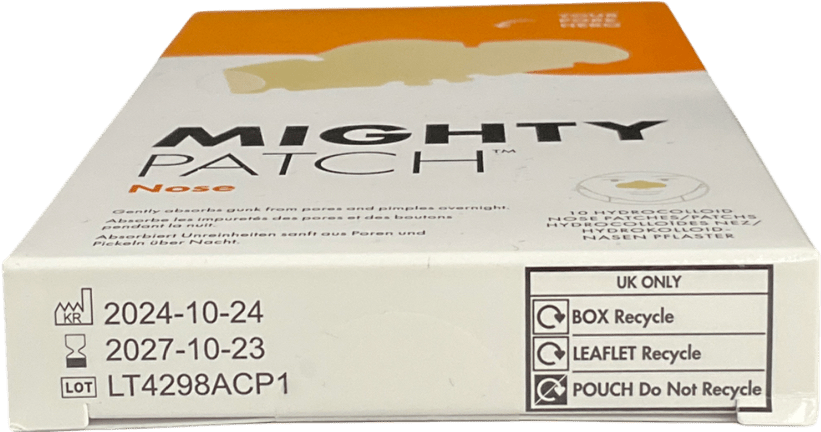 YOUR
PORE
HERO
MIGHTY
PATCH™
Nose
Gently absorbs gunk from pores and pimples overnight.
Absorbe les impuretés des pores et des boutons
pendant la nuit.
Absorbiert Unreinheiten sanft aus Poren und
Pickeln über Nacht.
10 HYDROCOLLOID
NOSE PATCHES/PATCHS
HYDROCOLLOÏDES NEZ/
HYDROKOLLOID-
NASEN PFLASTER
KR 2024-10-24
2027-10-23
LOT LT4298ACP1
UK ONLY
BOX Recycle
LEAFLET Recycle
POUCH Do Not Recycle